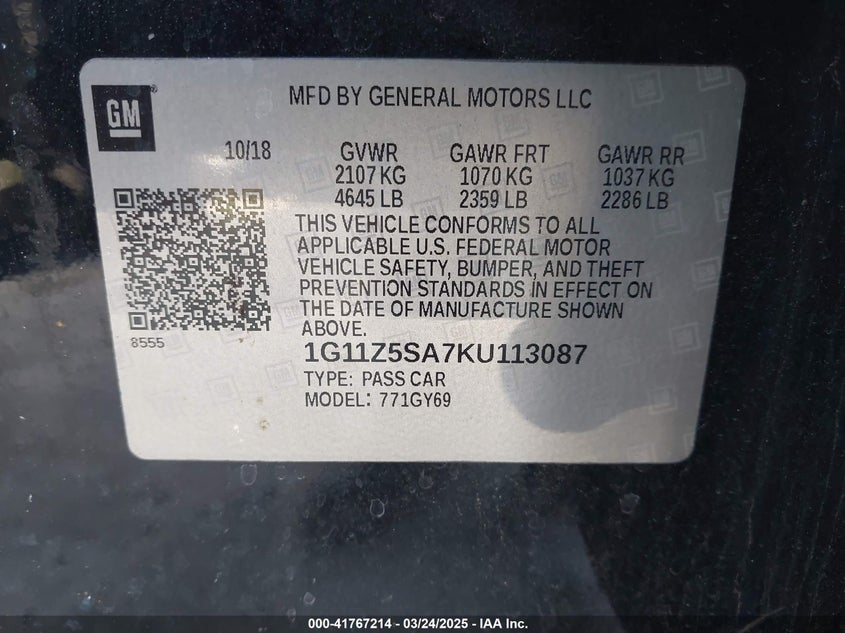 GM
MFD BY GENERAL MOTORS LLC
10/18 GVWR GAWR FRT GAWR RR
2107 KG 1070 KG 1037 KG
4645 LB 2359 LB 2286 LB
THIS VEHICLE CONFORMS TO ALL
APPLICABLE U.S. FEDERAL MOTOR
VEHICLE SAFETY, BUMPER, AND THEFT
PREVENTION STANDARDS IN EFFECT ON
THE DATE OF MANUFACTURE SHOWN
ABOVE.
8555
1G11Z5SA7KU113087
TYPE: PASS CAR
MODEL: 771GY69
000-41767214 - 03/24/2025 - IAA Inc.